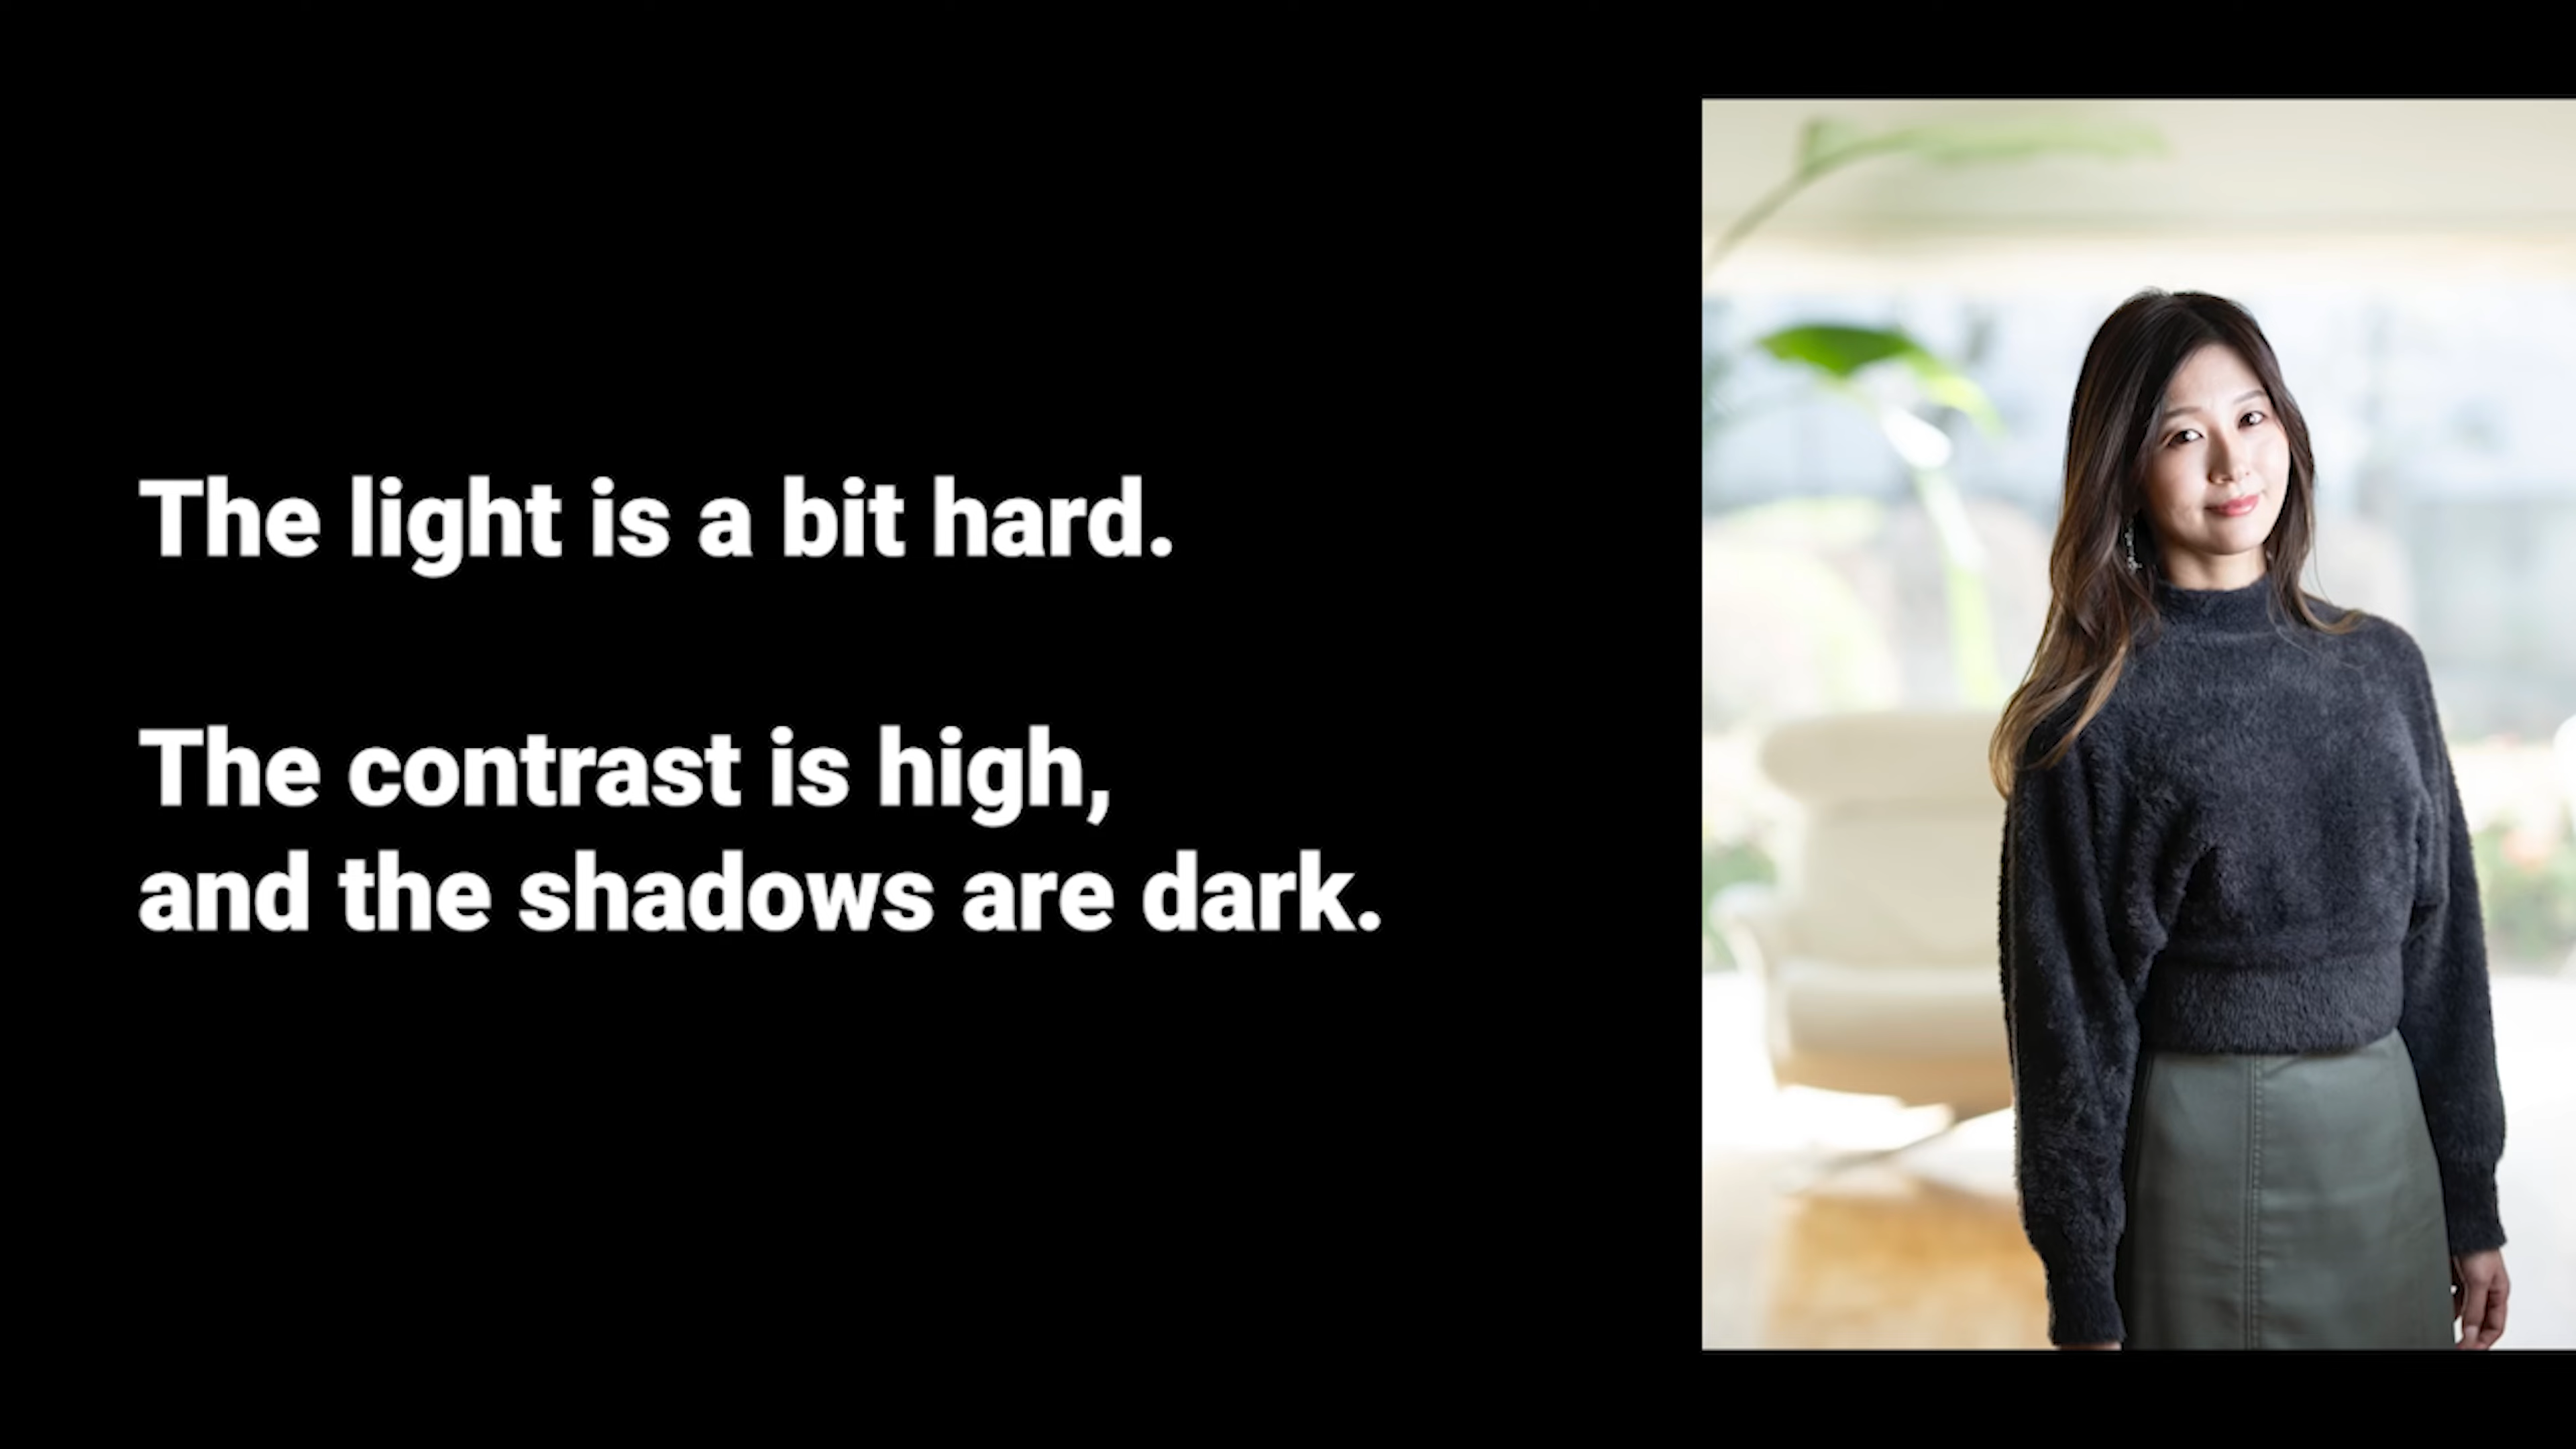 The light is a bit hard.
The contrast is high,
and the shadows are dark.